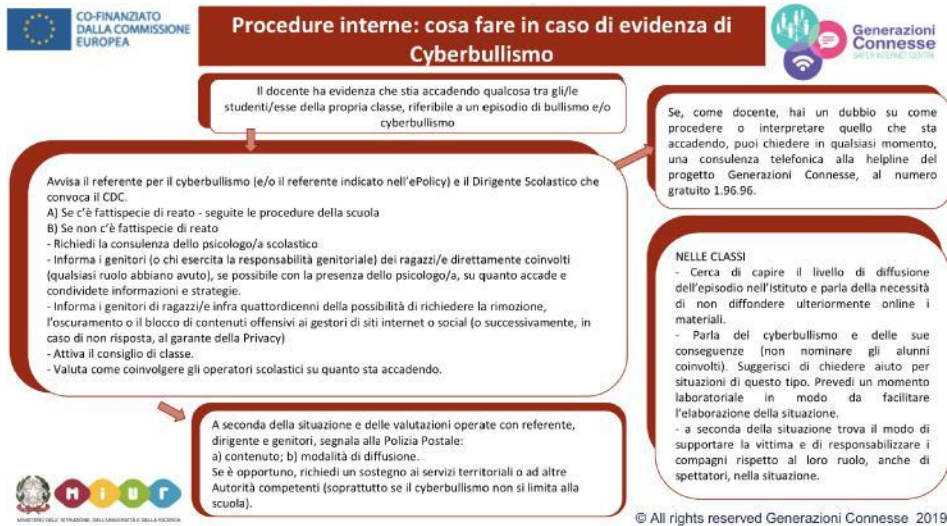 CO-FINANZIATO
DALLA COMMISSIONE
EUROPEA
Procedure interne: cosa fare in caso di evidenza di
Cyberbullismo
Generazioni
Connesse
SAFER INTERNET CENTRE
Il docente ha evidenza che stia accadendo qualcosa tra gli/le
studenti/esse della propria classe, riferibile a un episodio di bullismo e/o
cyberbullismo
Se, come docente, hai un dubbio su come
procedere o interpretare quello che sta
accadendo, puoi chiedere in qualsiasi momento,
una consulenza telefonica alla helpline del
progetto Generazioni Connesse, al numero
gratuito 1.96.96.
Avvisa il referente per il cyberbullismo (e/o il referente indicato nell'ePolicy) e il Dirigente Scolastico che
convoca il CDC.
A) Se c'è fattispecie di reato - seguite le procedure della scuola
B) Se non c'è fattispecie di reato
- Richiedi la consulenza dello psicologo/a scolastico
- Informa i genitori (o chi esercita la responsabilità genitoriale) dei ragazzi/e direttamente coinvolti
(qualsiasi ruolo abbiano avuto), se possibile con la presenza dello psicologo/a, su quanto accade e
condividete informazioni e strategie.
- Informa i genitori di ragazzi/e infra quattordicenni della possibilità di richiedere la rimozione,
l'oscuramento o il blocco di contenuti offensivi ai gestori di siti internet o social (o successivamente, in
caso di non risposta, al garante della Privacy)
- Attiva il consiglio di classe.
- Valuta come coinvolgere gli operatori scolastici su quanto sta accadendo.
NELLE CLASSI
- Cerca di capire il livello di diffusione
dell'episodio nell'Istituto e parla della necessità
di non diffondere ulteriormente online i
materiali.
- Parla del cyberbullismo e delle sue
conseguenze (non nominare gli alunni
coinvolti). Suggerisci di chiedere aiuto per
situazioni di questo tipo. Prevedi un momento
laboratoriale in modo da facilitare
l'elaborazione della situazione.
- a seconda della situazione trova il modo di
supportare la vittima e di responsabilizzare i
compagni rispetto al loro ruolo, anche di
spettatori, nella situazione.
A seconda della situazione e delle valutazioni operate con referente,
dirigente e genitori, segnala alla Polizia Postale:
a) contenuto; b) modalità di diffusione.
Se è opportuno, richiedi un sostegno ai servizi territoriali o ad altre
Autorità competenti (soprattutto se il cyberbullismo non si limita alla
scuola).
MIUR
MINISTERO DELL'ISTRUZIONE, DELL'UNIVERSITÀ E DELLA RICERCA
© All rights reserved Generazioni Connesse 2019